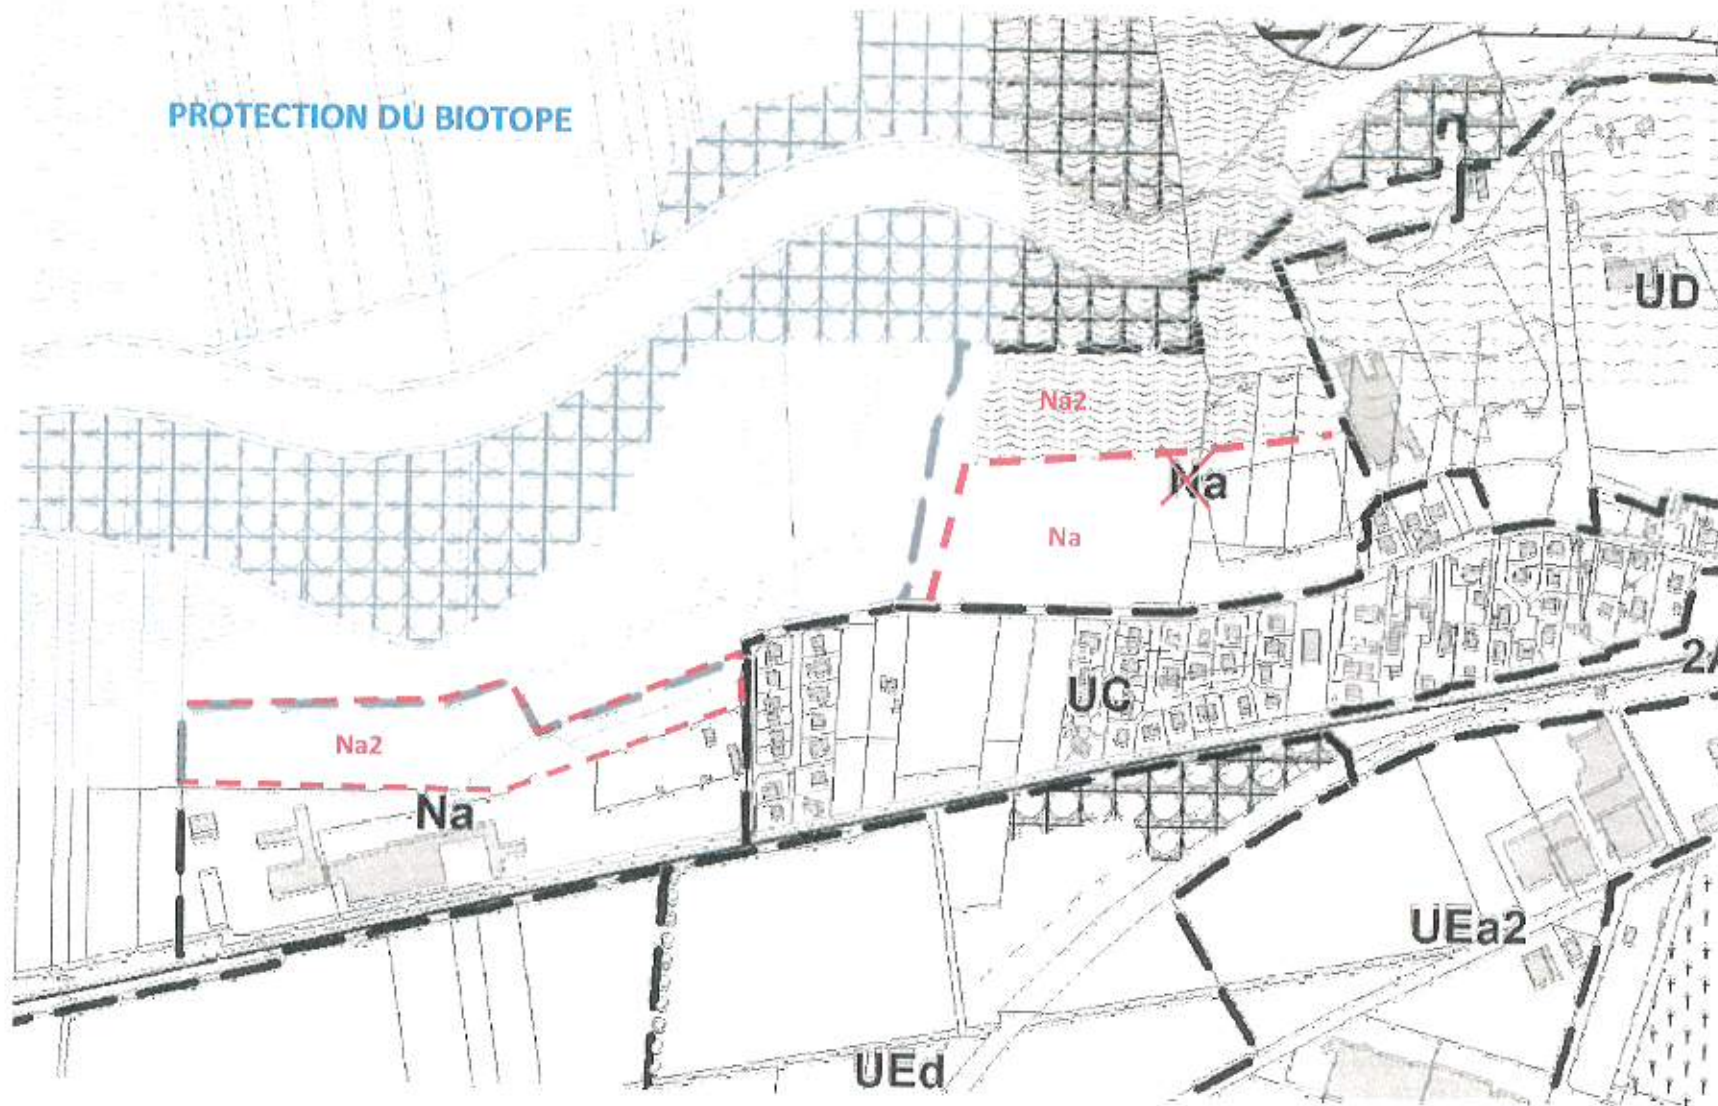 PROTECTION DU BIOTOPE
UD
Na2
Na
Na
UC
Na2
Na
UEa2
UEd